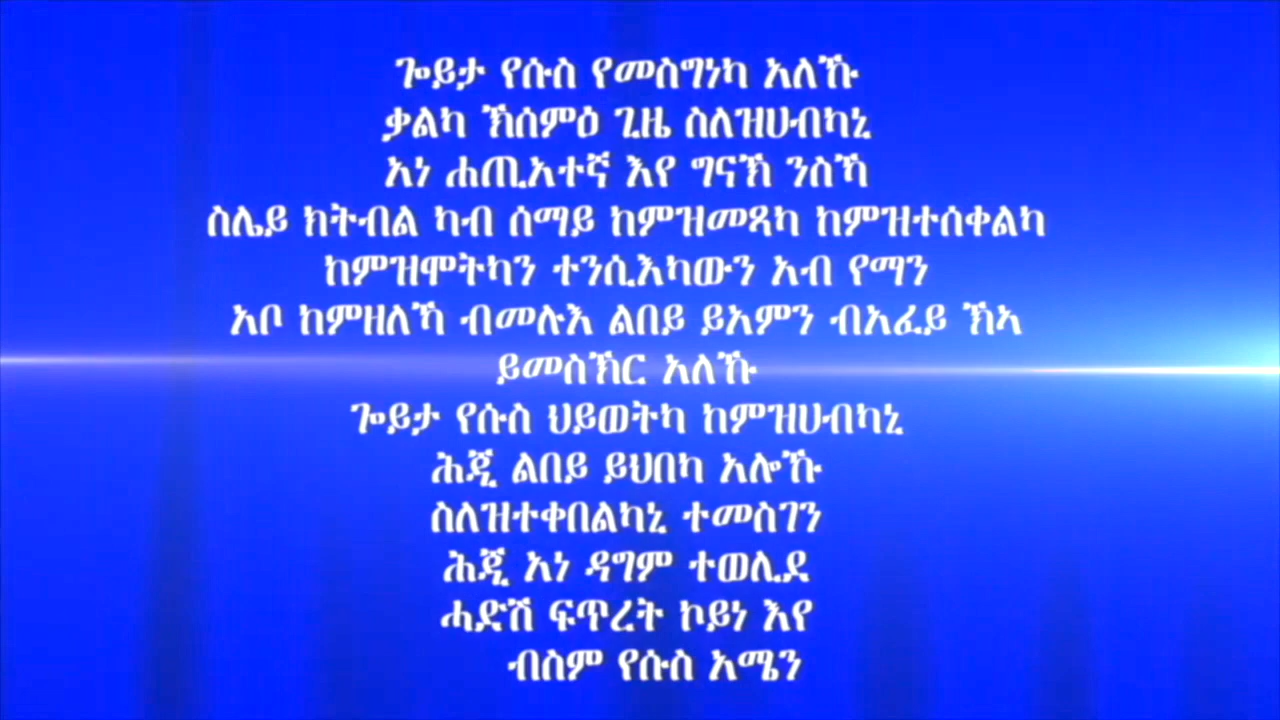 ጐይታ የሱስ የመስግነካ አለኹ
ቃልካ ኽሰምዕ ጊዜ ስለዝሀብካኒ
አነ ሐጢአተኛ እየ ግናኽ ንስኻ
ስሌይ ክትብል ካብ ሰማይ ከምዝመጻካ ከምዝተሰቀልካ
ከምዝሞትካን ተንሲእካውን አብ የማን
አቦ ከምዘለኻ ብመሉእ ልበይ ይአምን ብአፈይ ኽኣ
ይመስኽር አለኹ
ጐይታ የሱስ ህይወትካ ከምዝሀብካኒ
ሕጂ ልበይ ይህበካ አሎኹ
ስለዝተቀበልካኒ ተመስገን
ሕጂ አነ ዳግም ተወሊደ
ሓድሽ ፍጥረት ኮይነ እየ
ብስም የሱስ አሜን